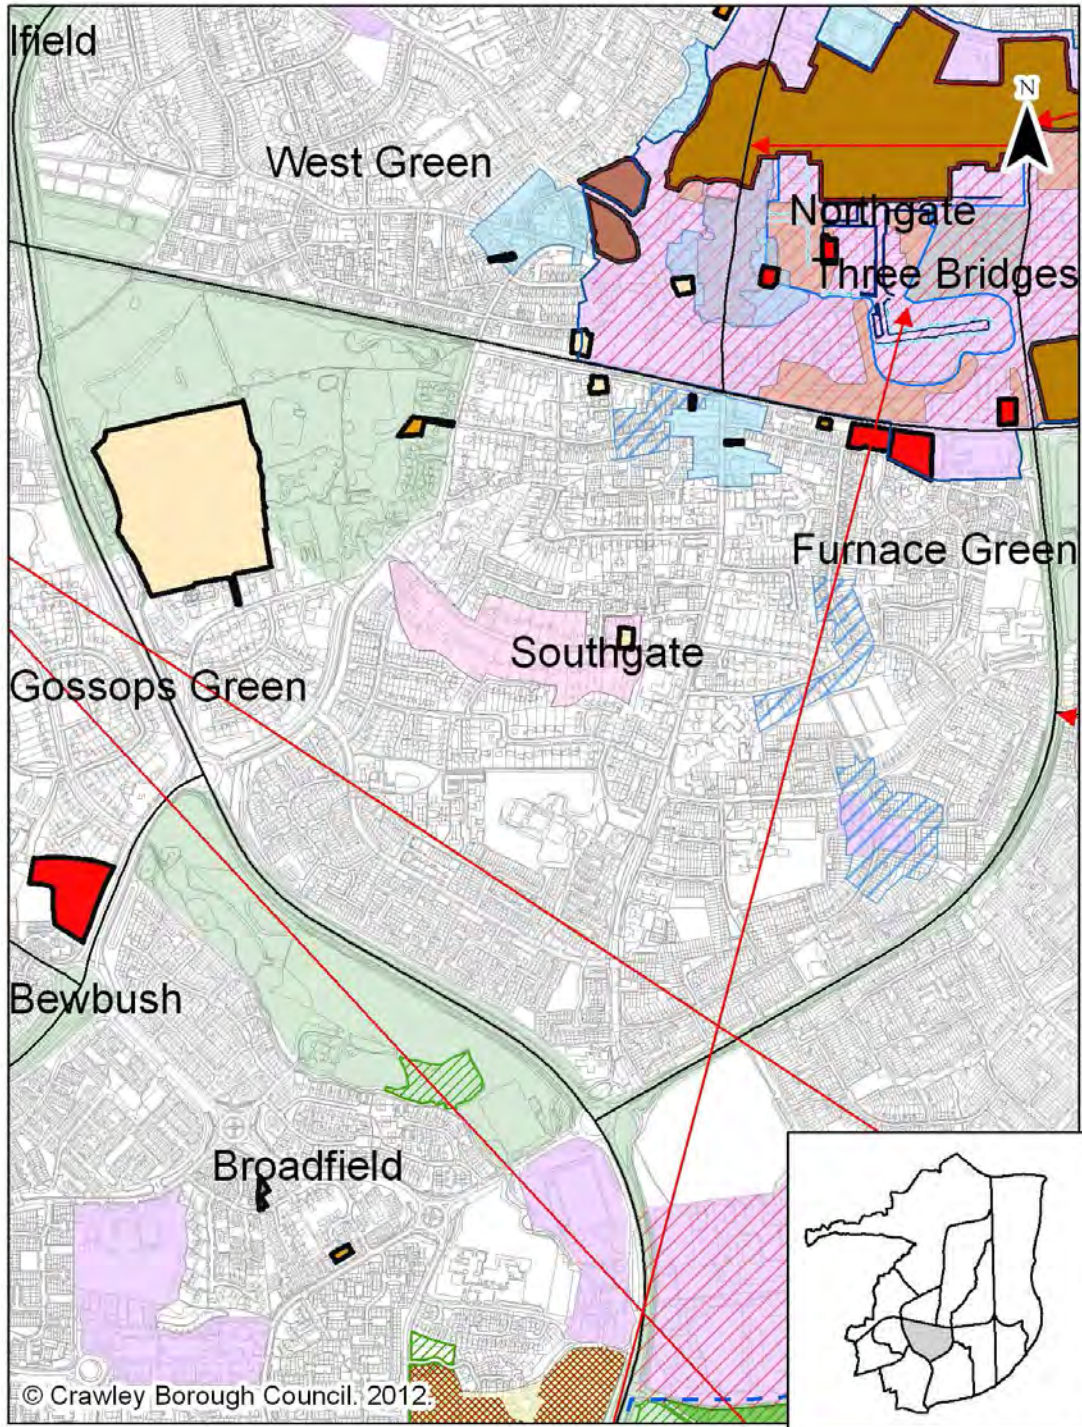 Ifield
N
West Green
Northgate
Three Bridges
Furnace Green
Southgate
Gossops Green
Bewbush
Broadfield
© Crawley Borough Council. 2012.